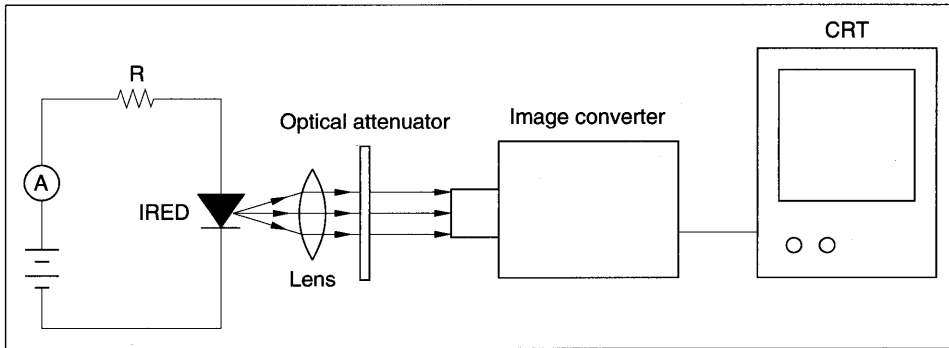 CRT
R
Optical attenuator
Image converter
A
IRED
Lens